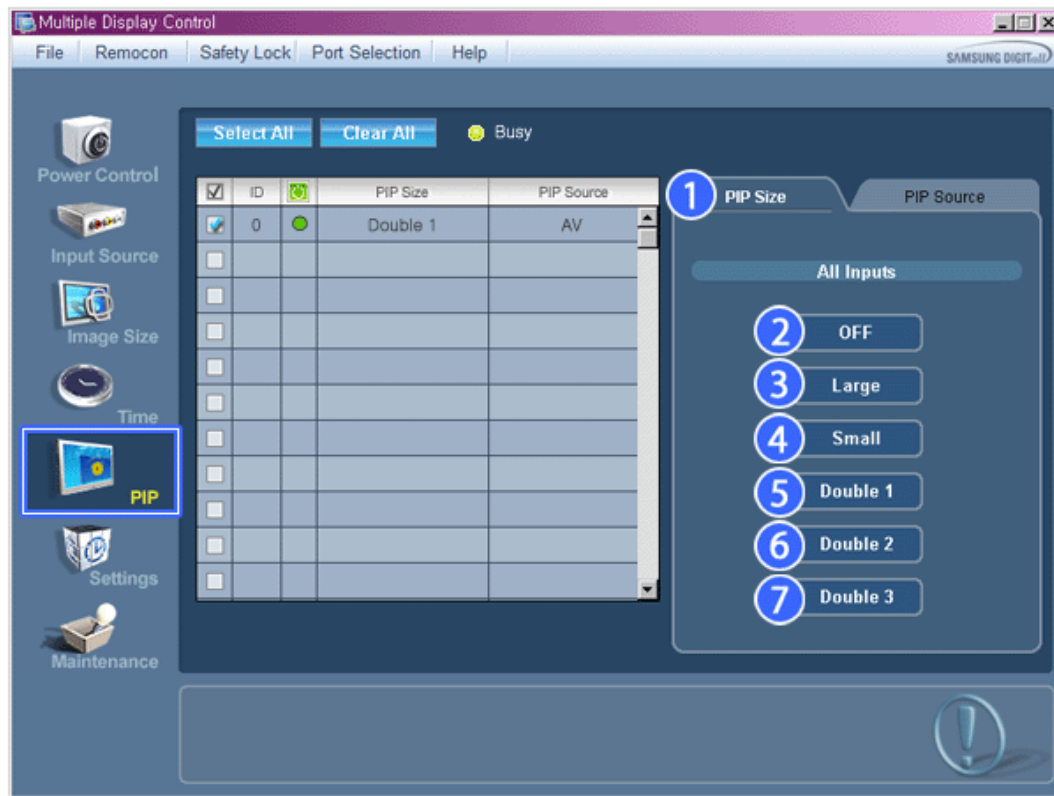 Multiple Display Control
File Remocon Safety Lock Port Selection Help
SAMSUNG DIGITall
Select All Clear All Busy
Power Control
Input Source
Image Size
Time
PIP
Settings
Maintenance
ID PIP Size PIP Source
0 Double 1 AV
1 PIP Size PIP Source
All Inputs
2 OFF
3 Large
4 Small
5 Double 1
6 Double 2
7 Double 3